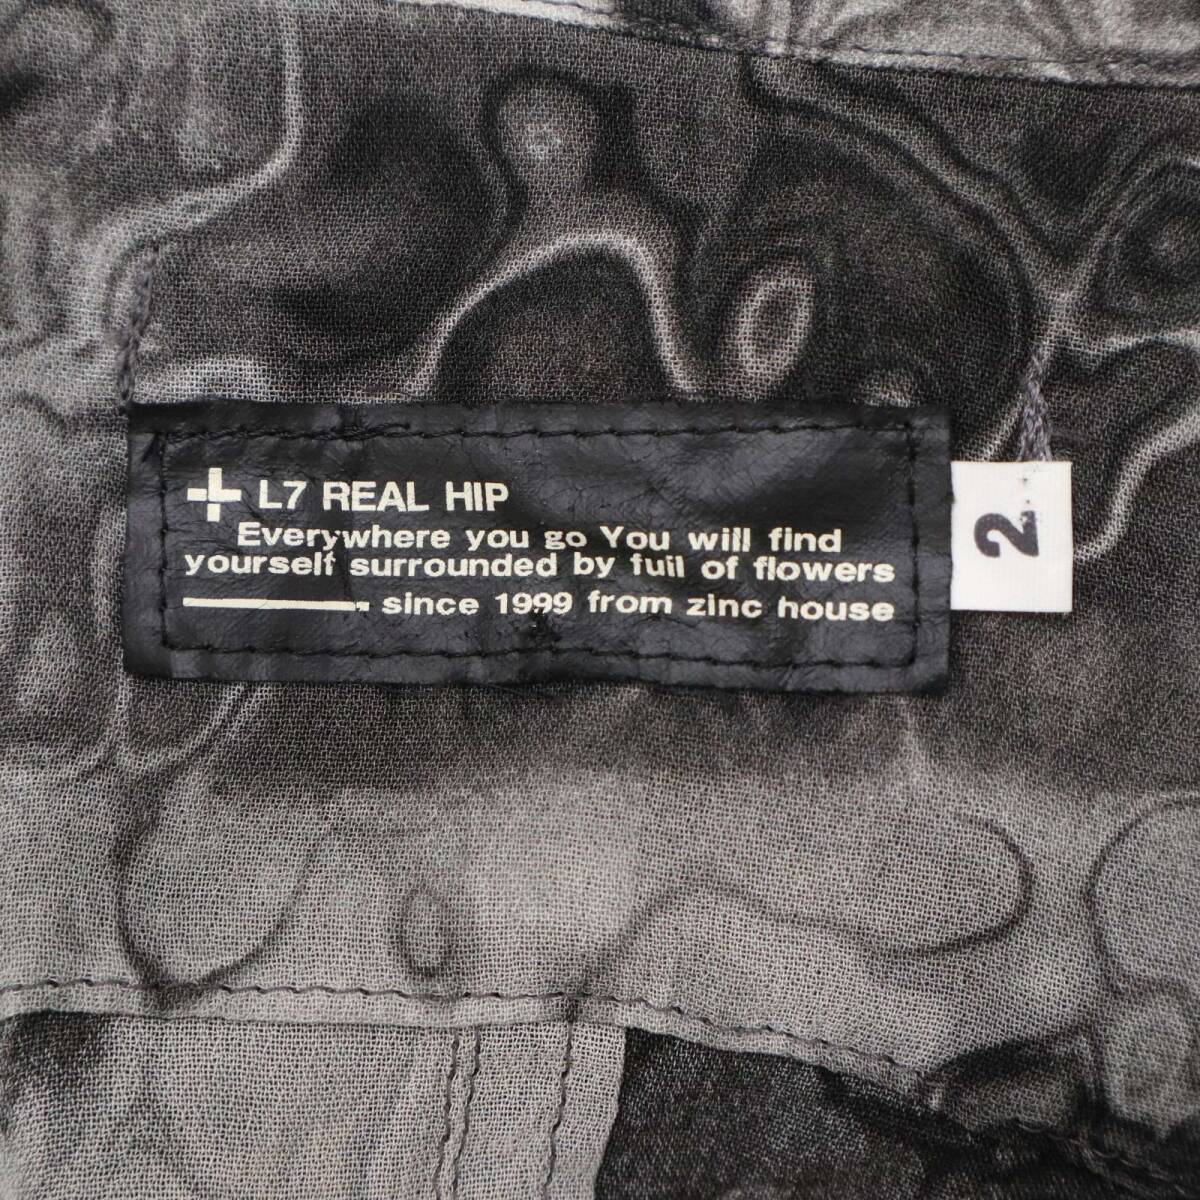 L7 REAL HIP
Everywhere you go You will find
yourself surrounded by full of flowers
since 1999 from zinc house
2